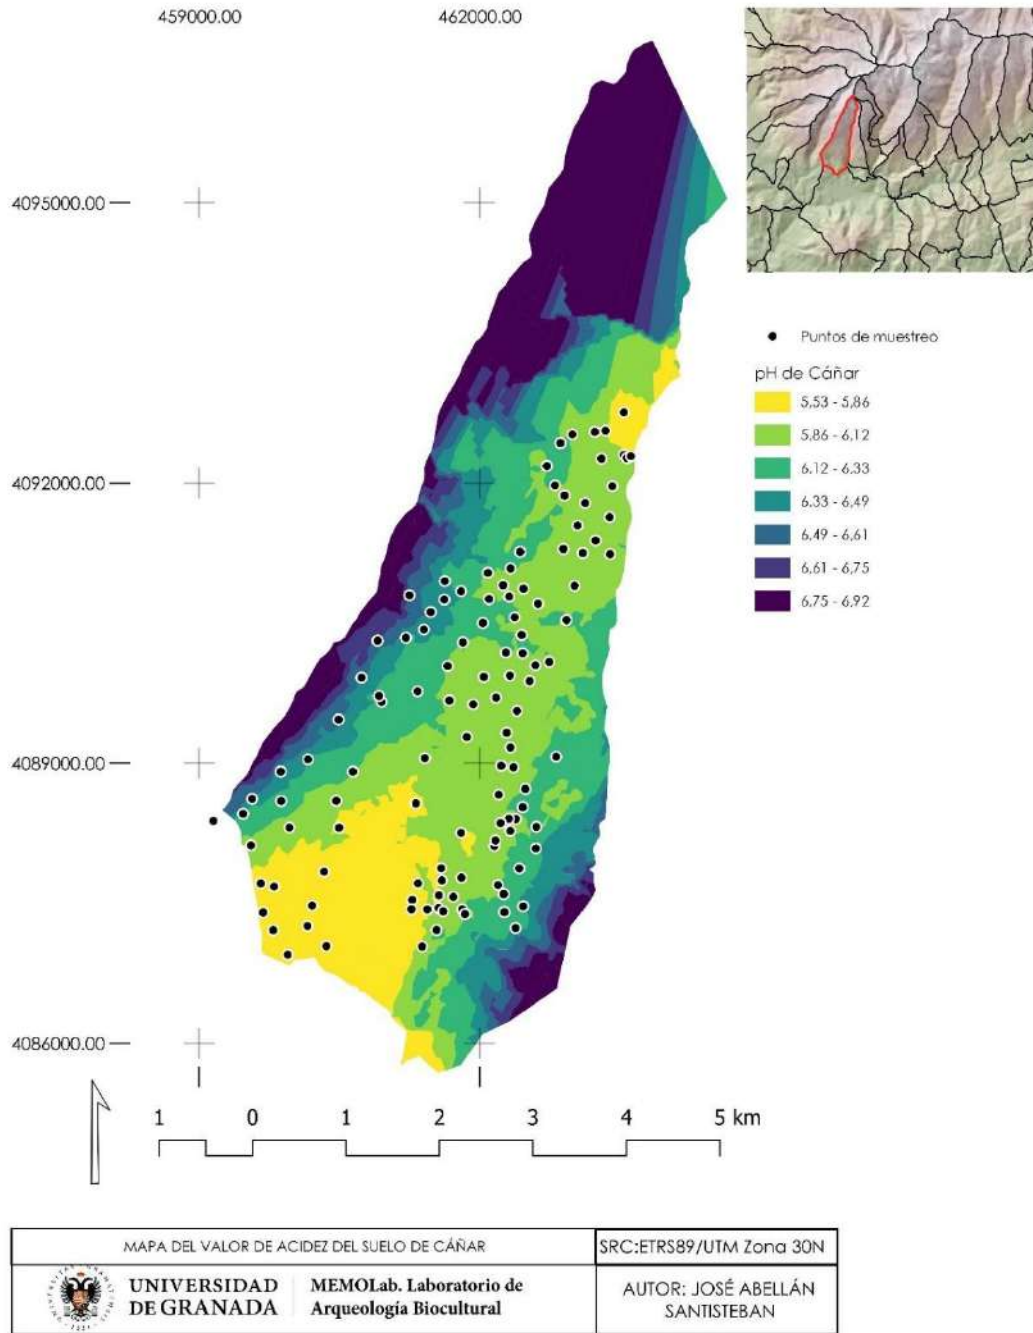 459000.00 462000.00
4095000.00
4092000.00
4089000.00
4086000.00
Puntos de muestreo
pH de Cáñar
5,53 - 5,86
5,86 - 6,12
6,12 - 6,33
6,33 - 6,49
6,49 - 6,61
6,61 - 6,75
6,75 - 6,92
1 0 1 2 3 4 5 km
MAPA DEL VALOR DE ACIDEZ DEL SUELO DE CÁÑAR
SRC:ETRS89/UTM Zona 30N
UNIVERSIDAD
DE GRANADA
MEMOLab. Laboratorio de
Arqueología Biocultural
AUTOR: JOSÉ ABELLÁN
SANTISTEBAN